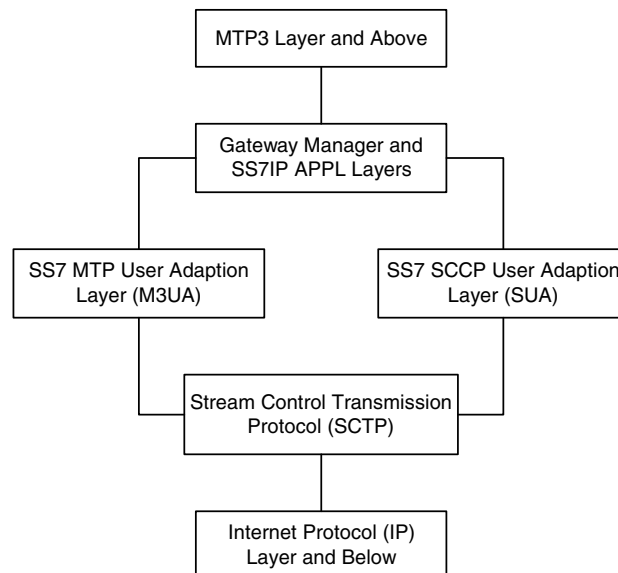 MTP3 Layer and Above
Gateway Manager and
SS7IP APPL Layers
SS7 MTP User Adaption
Layer (M3UA)
SS7 SCCP User Adaption
Layer (SUA)
Stream Control Transmission
Protocol (SCTP)
Internet Protocol (IP)
Layer and Below